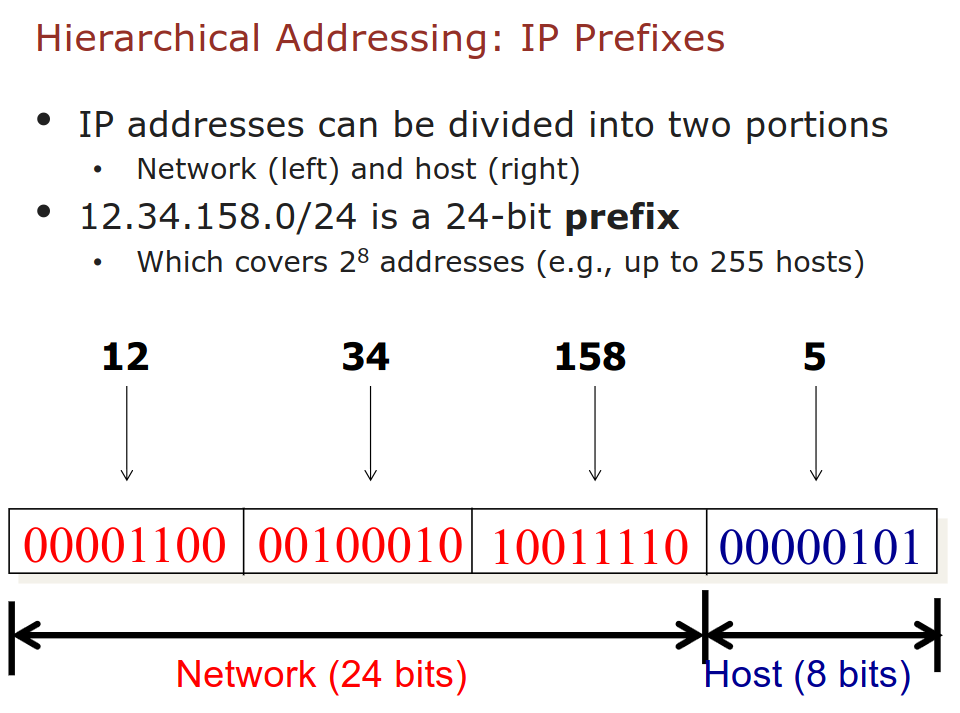 Hierarchical Addressing: IP Prefixes
• IP addresses can be divided into two portions
• Network (left) and host (right)
• 12.34.158.0/24 is a 24-bit prefix
• Which covers 2⁸ addresses (e.g., up to 255 hosts)
12 34 158 5
00001100 00100010 10011110 00000101
Network (24 bits) Host (8 bits)